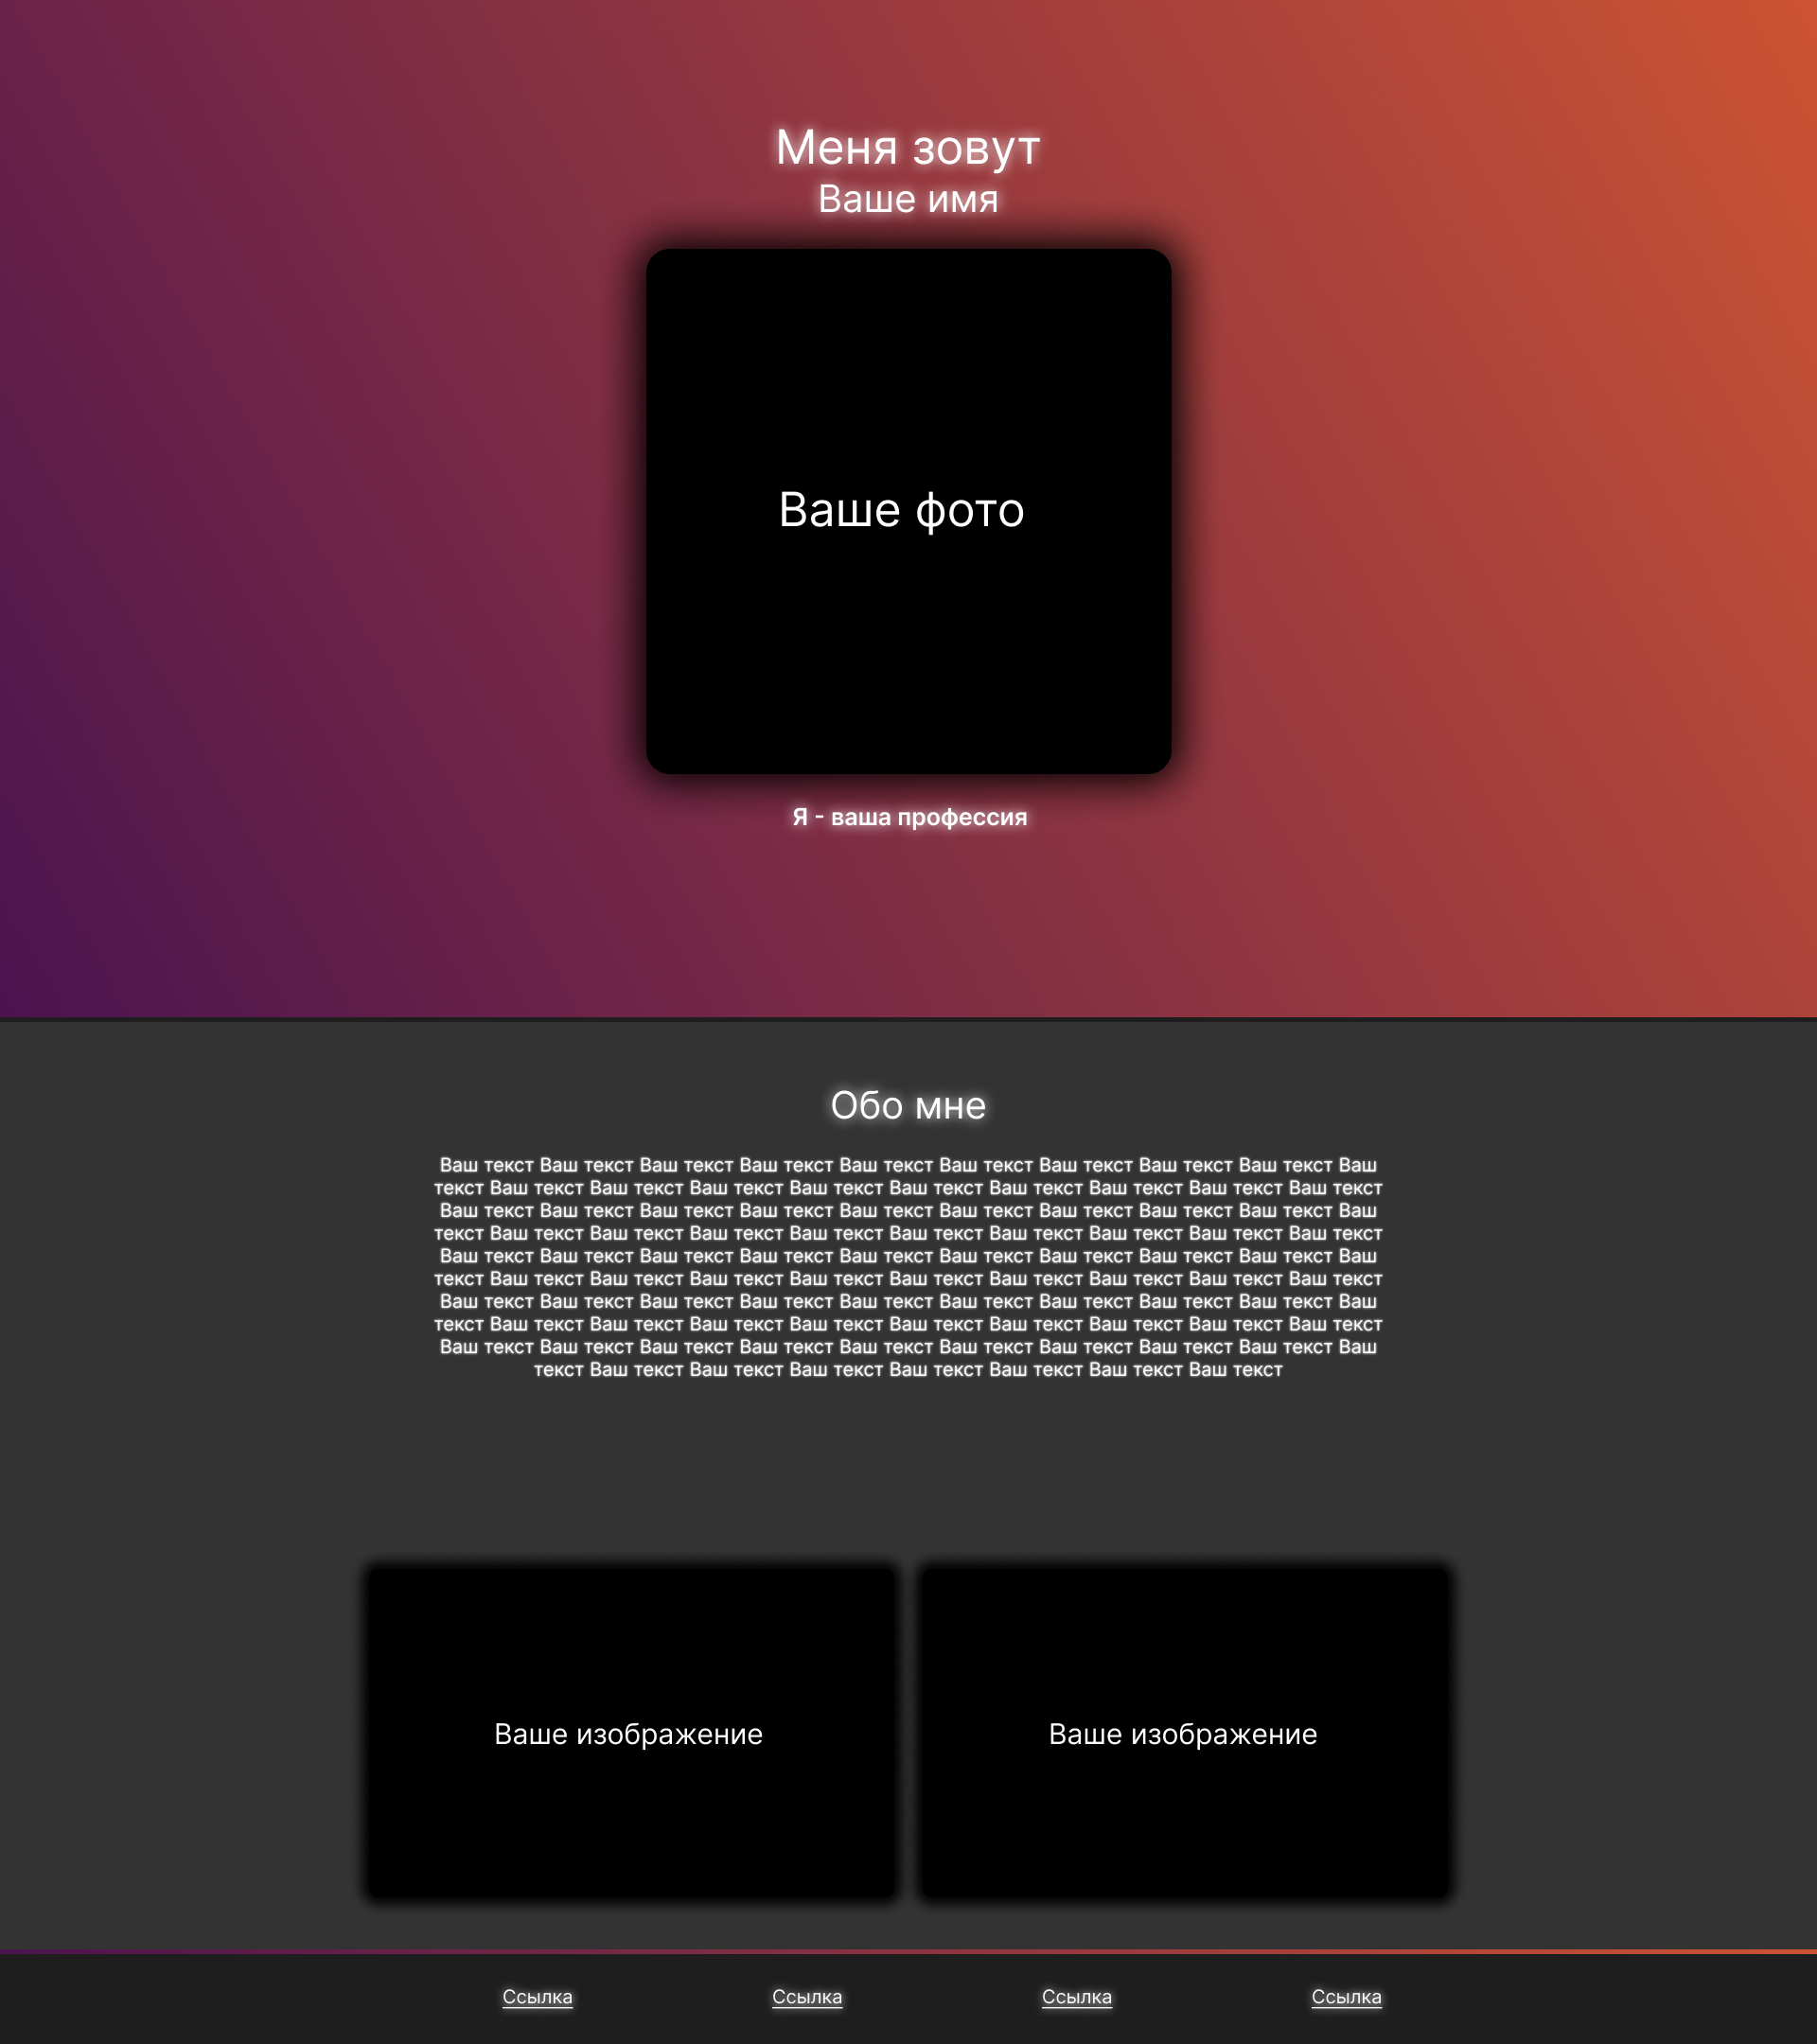 Меня зовут
Ваше имя
Ваше фото
Я - ваша профессия
Обо мне
Ваш текст Ваш текст Ваш текст Ваш текст Ваш текст Ваш текст Ваш текст Ваш текст Ваш текст Ваш
текст Ваш текст Ваш текст Ваш текст Ваш текст Ваш текст Ваш текст Ваш текст Ваш текст Ваш текст
Ваш текст Ваш текст Ваш текст Ваш текст Ваш текст Ваш текст Ваш текст Ваш текст Ваш текст Ваш
текст Ваш текст Ваш текст Ваш текст Ваш текст Ваш текст Ваш текст Ваш текст Ваш текст Ваш текст
Ваш текст Ваш текст Ваш текст Ваш текст Ваш текст Ваш текст Ваш текст Ваш текст Ваш текст Ваш
текст Ваш текст Ваш текст Ваш текст Ваш текст Ваш текст Ваш текст Ваш текст Ваш текст Ваш текст
Ваш текст Ваш текст Ваш текст Ваш текст Ваш текст Ваш текст Ваш текст Ваш текст Ваш текст Ваш
текст Ваш текст Ваш текст Ваш текст Ваш текст Ваш текст Ваш текст Ваш текст Ваш текст Ваш текст
Ваш текст Ваш текст Ваш текст Ваш текст Ваш текст Ваш текст Ваш текст Ваш текст Ваш текст Ваш
текст Ваш текст Ваш текст Ваш текст Ваш текст Ваш текст Ваш текст Ваш текст
Ваше изображение
Ваше изображение
Ссылка
Ссылка
Ссылка
Ссылка